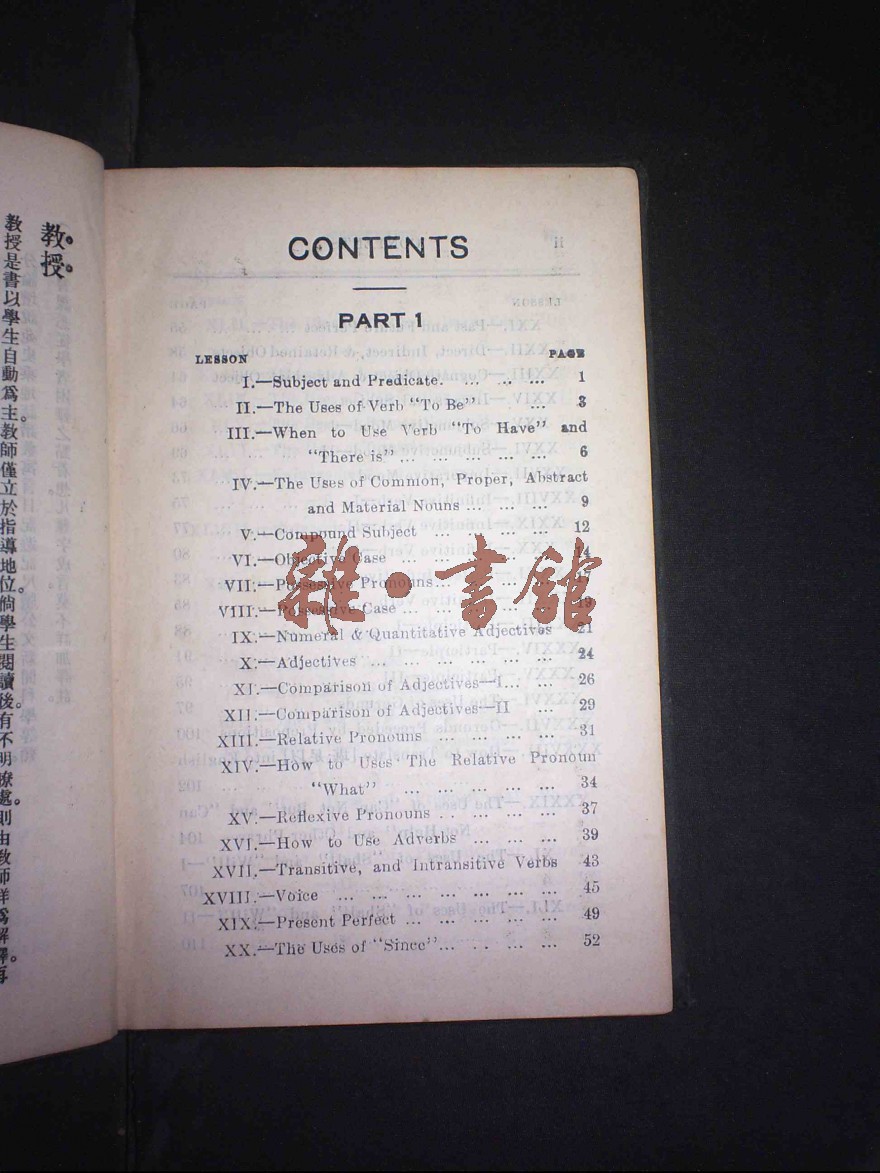 教授
教授是書以學生自動爲主。教師僅立於指導地位。倘學生閱讀後。有不明瞭處。則由教師詳爲解釋。再
CONTENTS
PART 1
LESSON PAGE
I.—Subject and Predicate. ... ... ... ... 1
II.—The Uses of Verb "To Be" ... ... 3
III.—When to Use Verb "To Have" and
"There is" ... ... ... ... ... ... 6
IV.—The Uses of Common, Proper, Abstract
and Material Nouns ... ... ... 9
V.—Compound Subject ... ... ... ... ... 12
VI.—Objective Case ... ... ... ... ... 14
VII.—Possessive Pronouns... ... ... ... ... 17
VIII.—Possessive Case ... ... ... ... ... 19
IX.—Numeral & Quantitative Adjectives 21
X.—Adjectives ... ... ... ... ... ... ... 24
XI.—Comparison of Adjectives—I... ... ... 26
XII.—Comparison of Adjectives—II ... ... 29
XIII.—Relative Pronouns ... ... ... ... ... 31
XIV.—How to Uses The Relative Pronoun
"What" ... ... ... ... ... ... 34
XV.—Reflexive Pronouns . . ... ... ... ... 37
XVI.—How to Use Adverbs ... ... ... ... 39
XVII.—Transitive, and Intransitive Verbs 43
XVIII.—Voice ... ... ... ... ... ... ... ... 45
XIX.—Present Perfect ... ... ... ... ... ... 49
XX.—The Uses of "Since"... ... ... ... ... 52
雜·書館